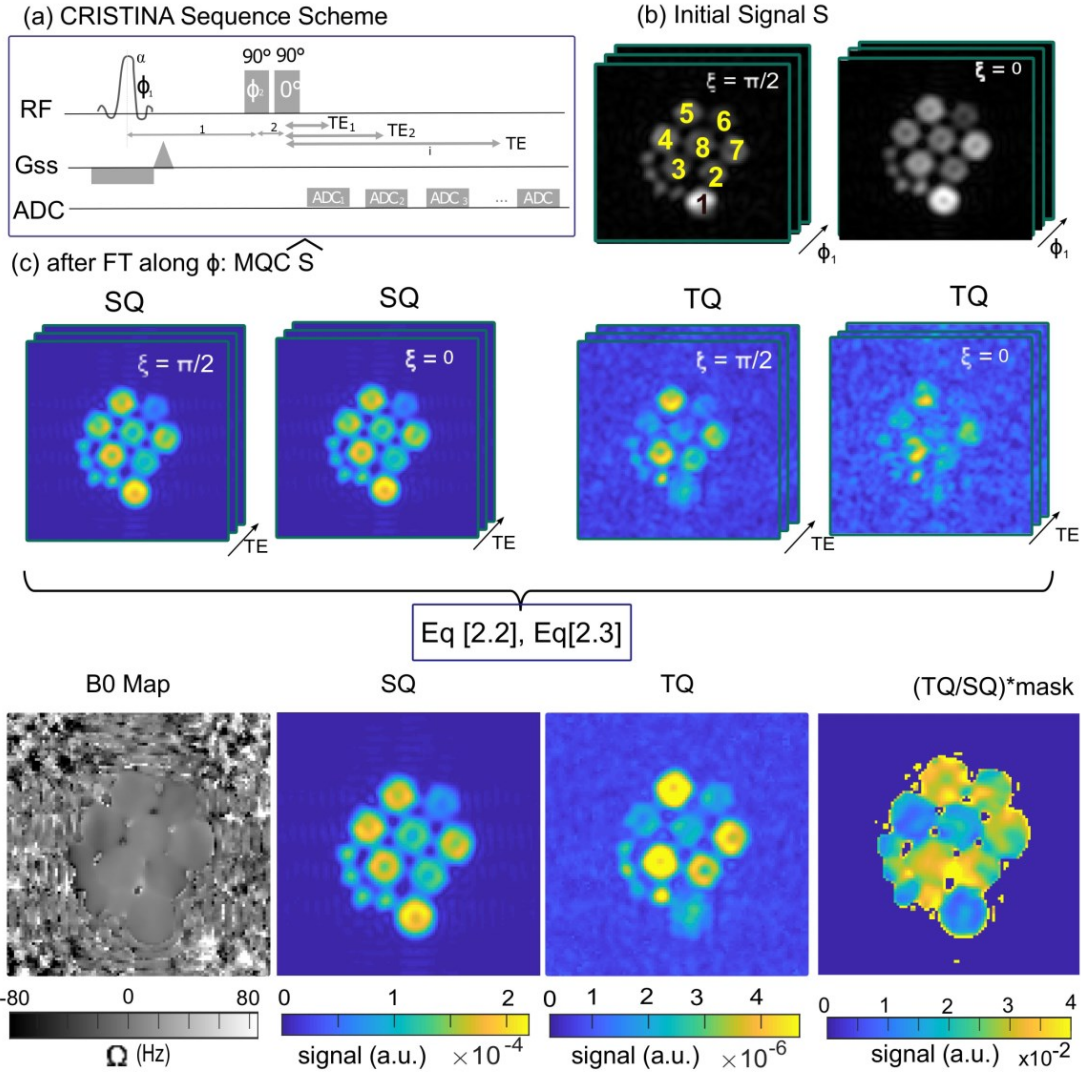 (a) CRISTINA Sequence Scheme
(b) Initial Signal S
α
90° 90°
ϕ1
ϕ2
0°
RF
1
2
TE1
TE2
i
TE
Gss
ADC
ADC1 ADC2 ADC3 ... ADC
ξ = π/2
5
6
4
8
7
3
2
1
ϕ1
ξ = 0
ϕ1
(c) after FT along ϕ: MQC Ŝ
SQ SQ TQ TQ
ξ = π/2
ξ = 0
ξ = π/2
ξ = 0
TE
TE
TE
TE
Eq [2.2], Eq[2.3]
B0 Map SQ TQ (TQ/SQ)*mask
-80 0 80
Ω (Hz)
0 1 2
signal (a.u.) ×10⁻⁴
0 1 2 3 4
signal (a.u.) ×10⁻⁶
0 1 2 3 4
signal (a.u.) x10⁻²